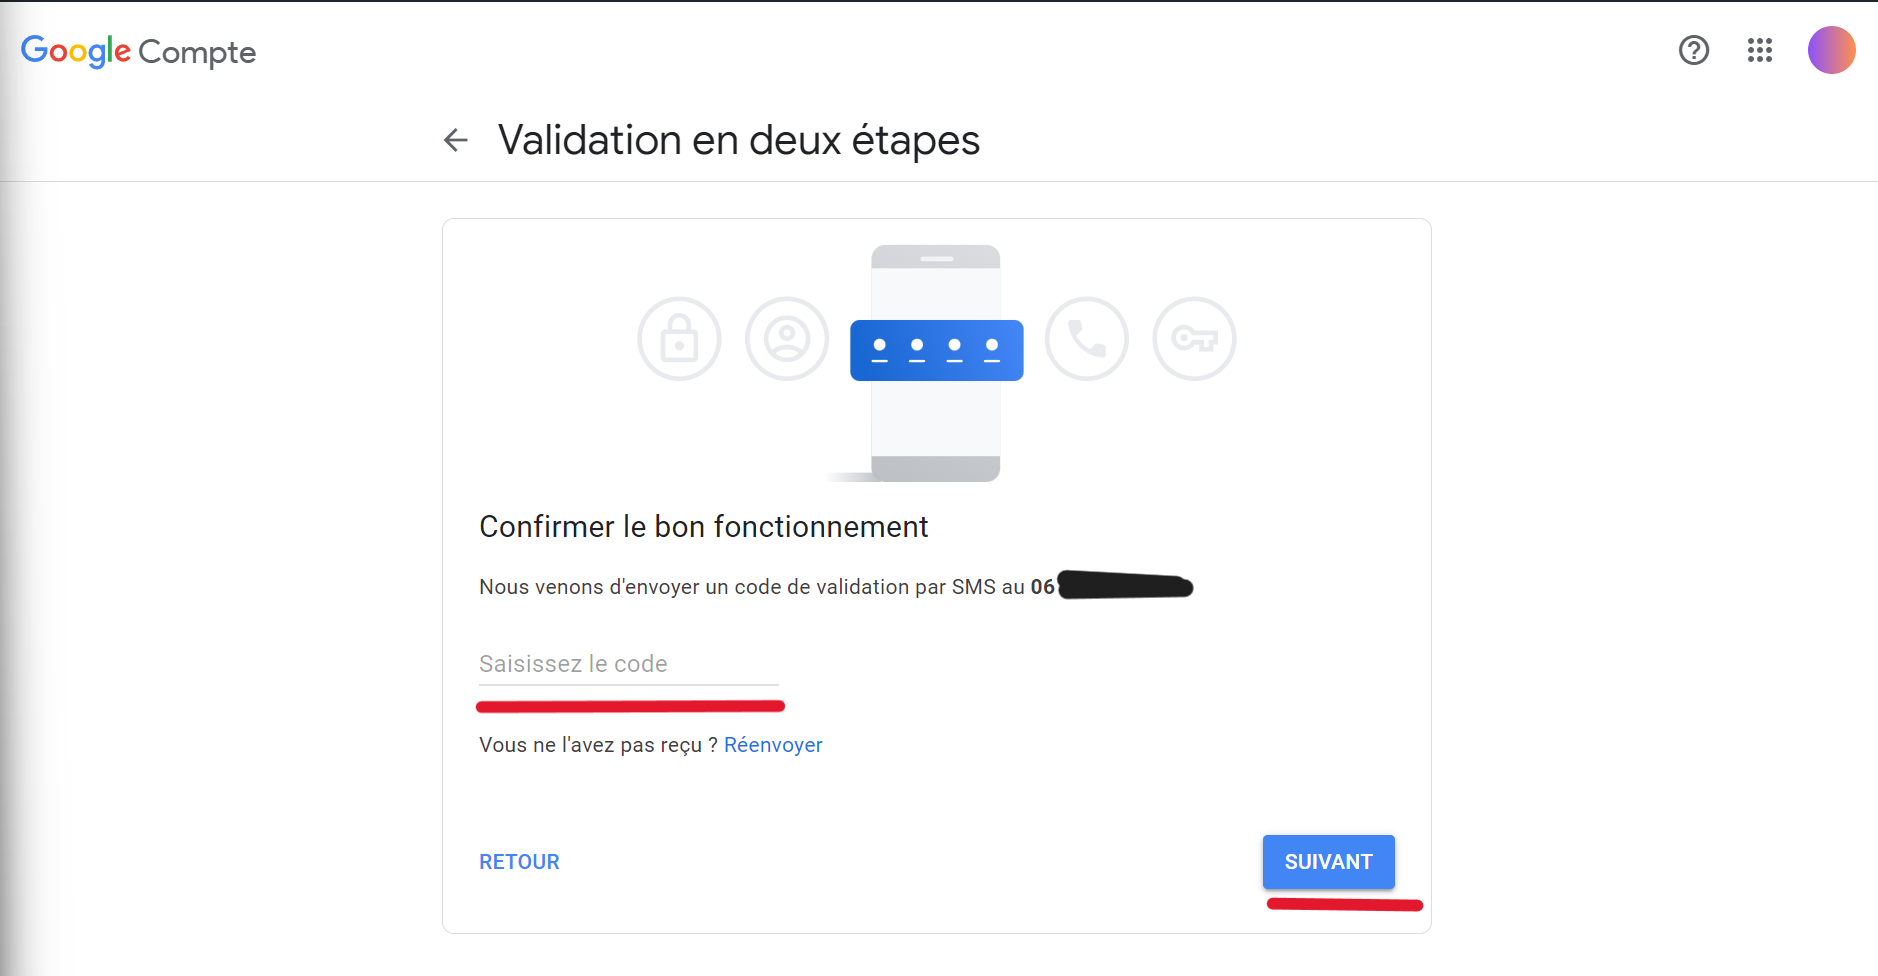 Google Compte
Validation en deux étapes
Confirmer le bon fonctionnement
Nous venons d'envoyer un code de validation par SMS au 06
Saisissez le code
Vous ne l'avez pas reçu ? Réenvoyer
RETOUR
SUIVANT